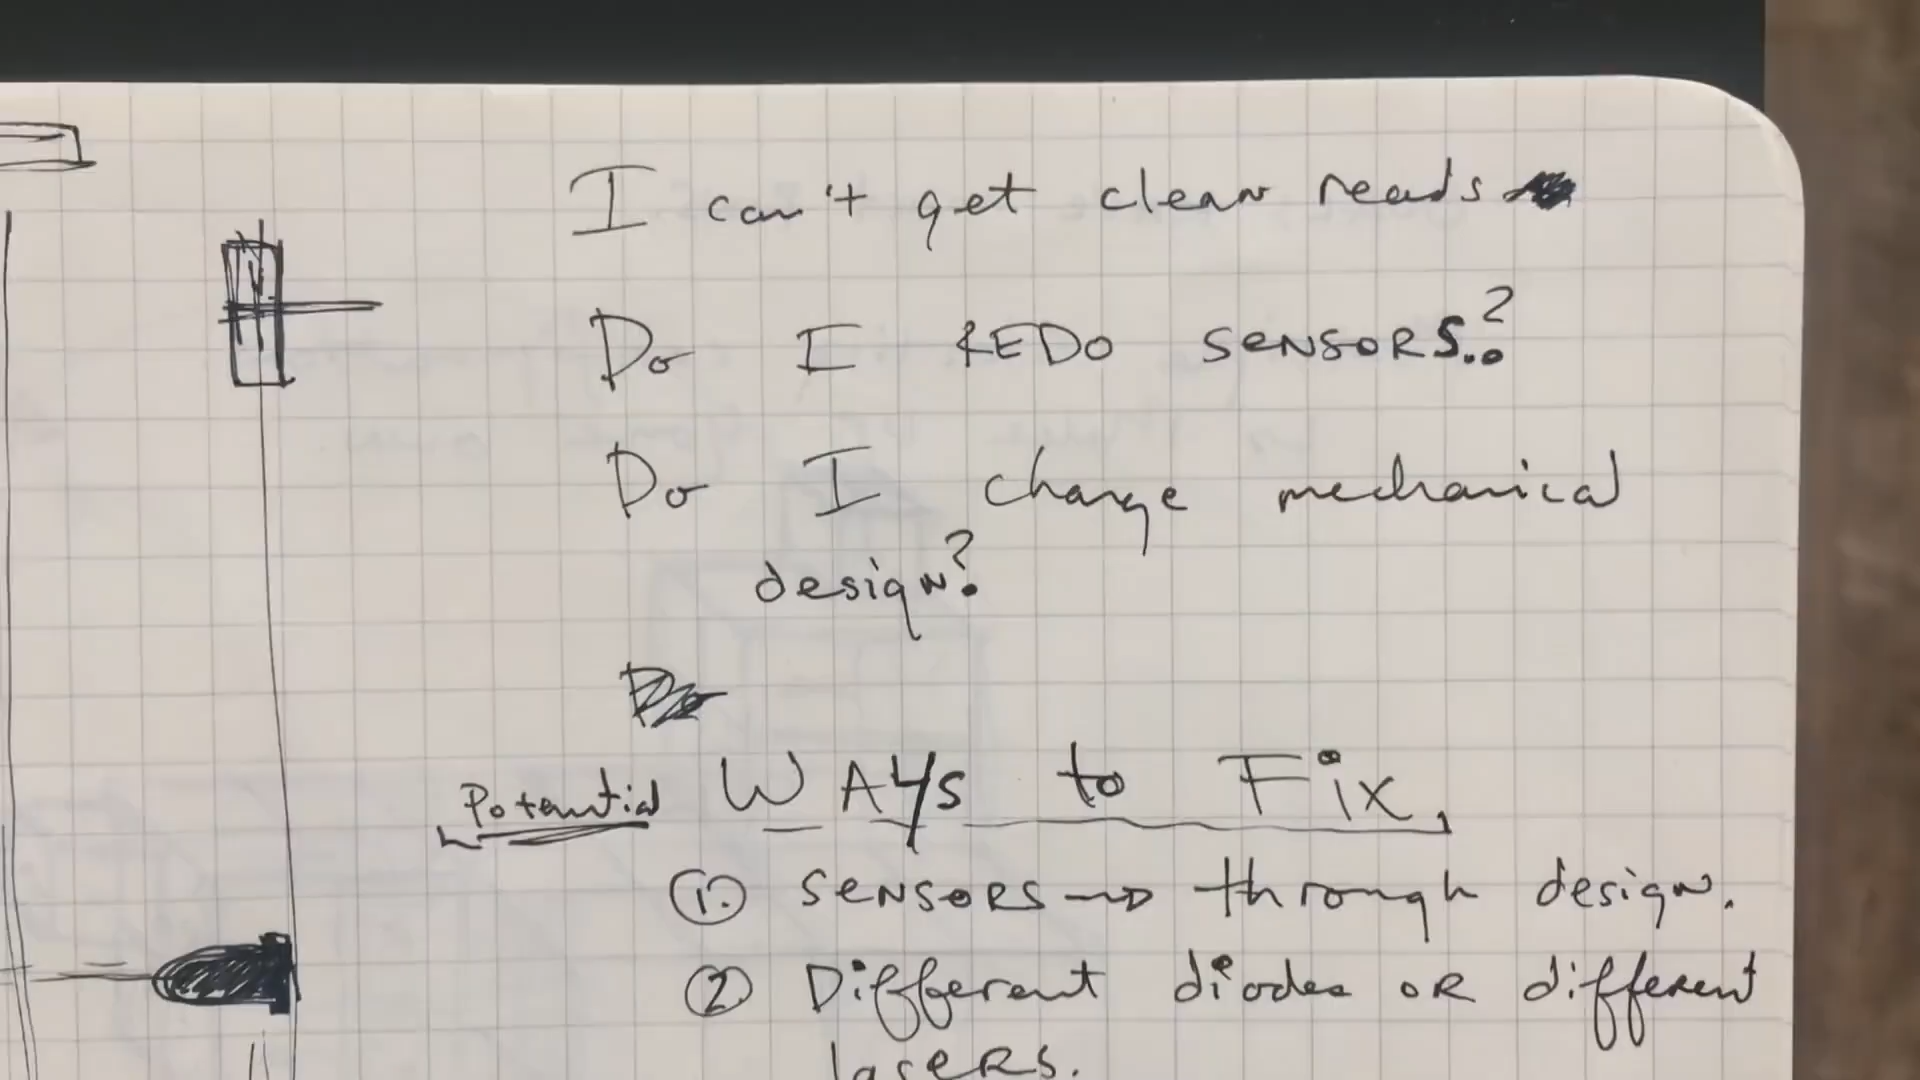 I can't get clean reads
Do I REDO SENSORS.?
Do I change mechanical
design?
Do
Potential WAYS to Fix.
1. SENSORS → through design.
2 Different diodes OR different
lasers.